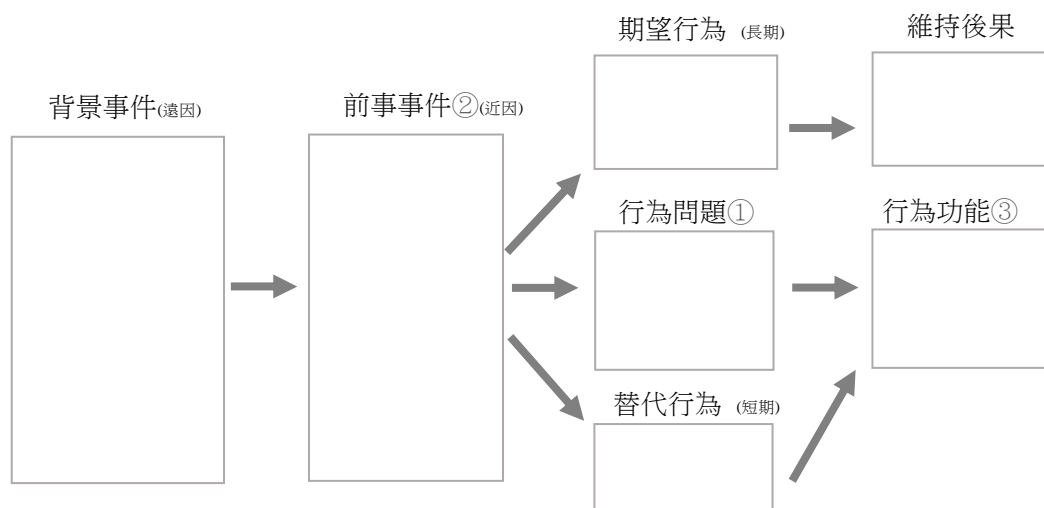 期望行為 (長期)
維持後果
背景事件(遠因)
前事事件②(近因)
行為問題①
行為功能③
替代行為 (短期)